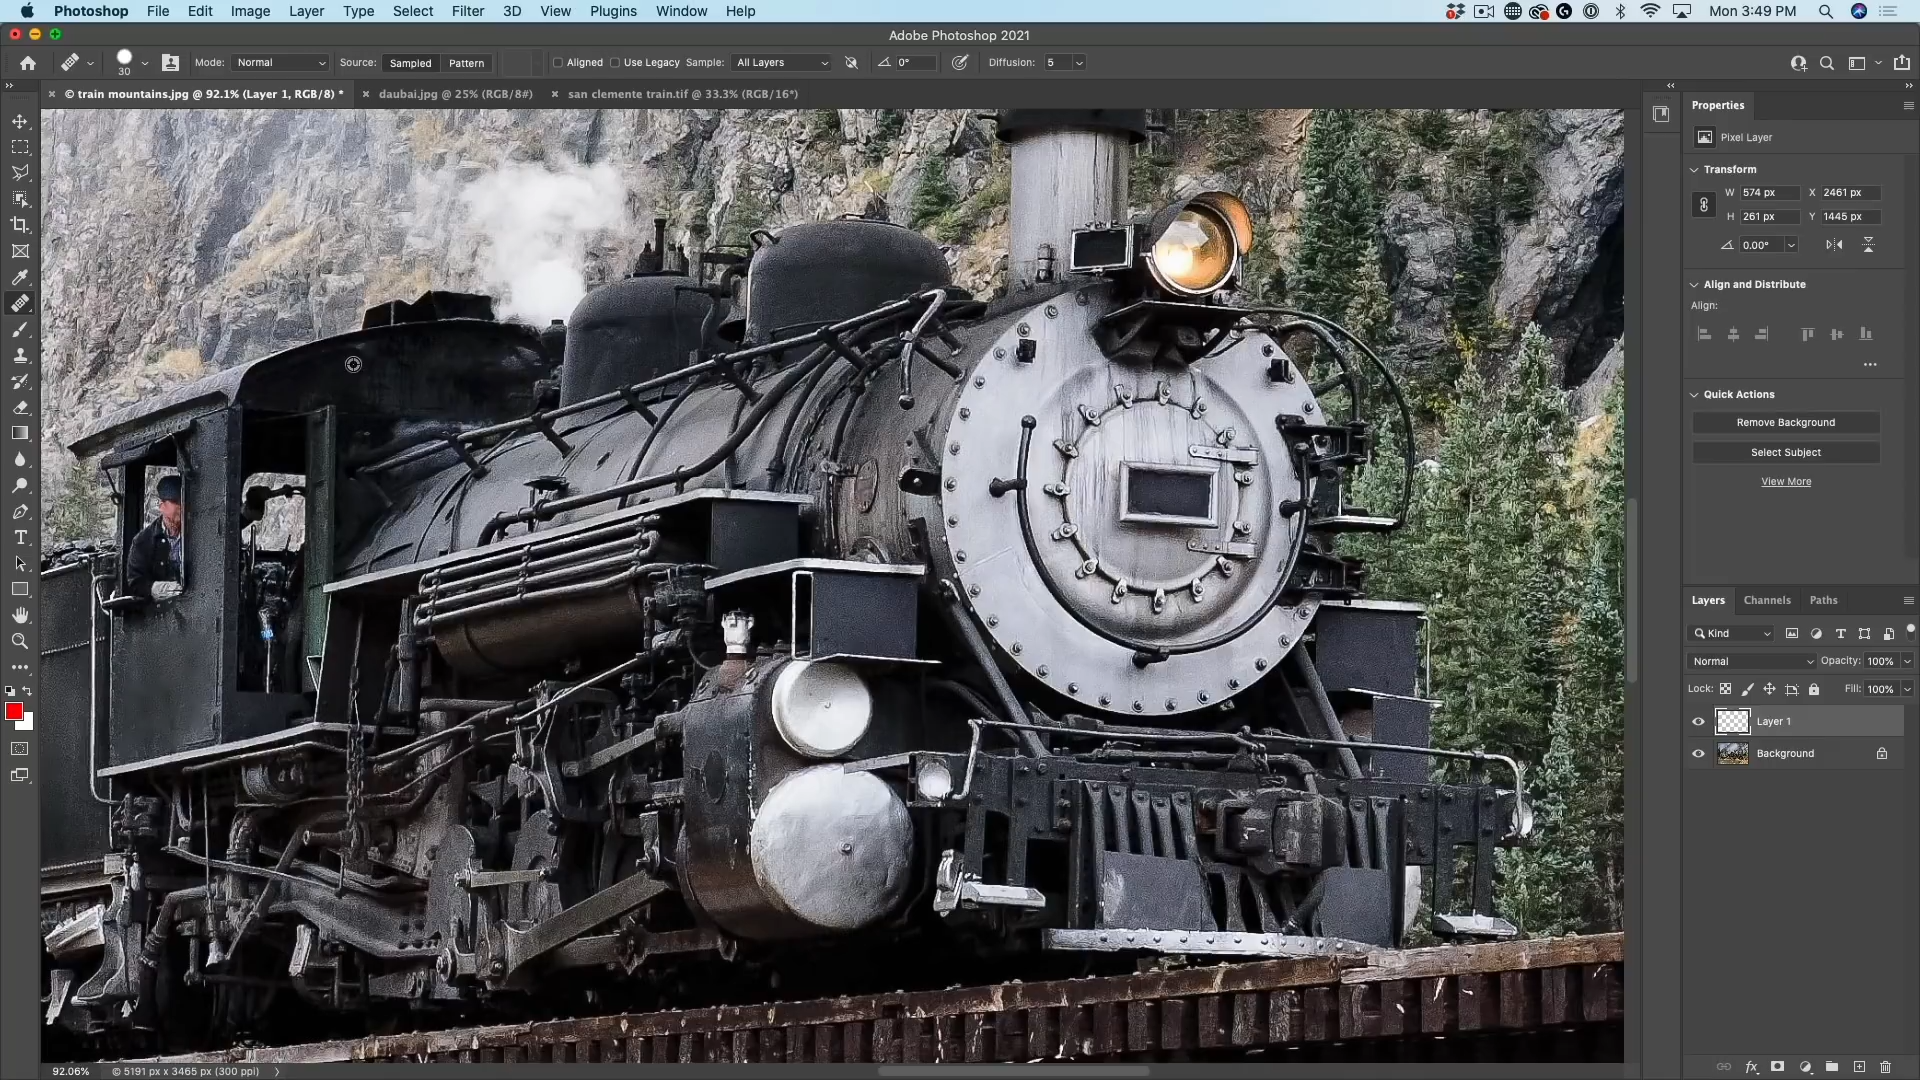 Photoshop File Edit Image Layer Type Select Filter 3D View Plugins Window Help Mon 3:49 PM
Adobe Photoshop 2021
30 Mode: Normal Source: Sampled Pattern Aligned Use Legacy Sample: All Layers 0° Diffusion: 5
© train mountains.jpg @ 92.1% (Layer 1, RGB/8) * daubai.jpg @ 25% (RGB/8#) san clemente train.tif @ 33.3% (RGB/16*)
Properties
Pixel Layer
Transform
W 574 px X 2461 px
H 261 px Y 1445 px
0.00°
Align and Distribute
Align:
Quick Actions
Remove Background
Select Subject
View More
Layers Channels Paths
Kind
Normal Opacity: 100%
Lock: Fill: 100%
Layer 1
Background
92.06% © 5191 px x 3465 px (300 ppi)